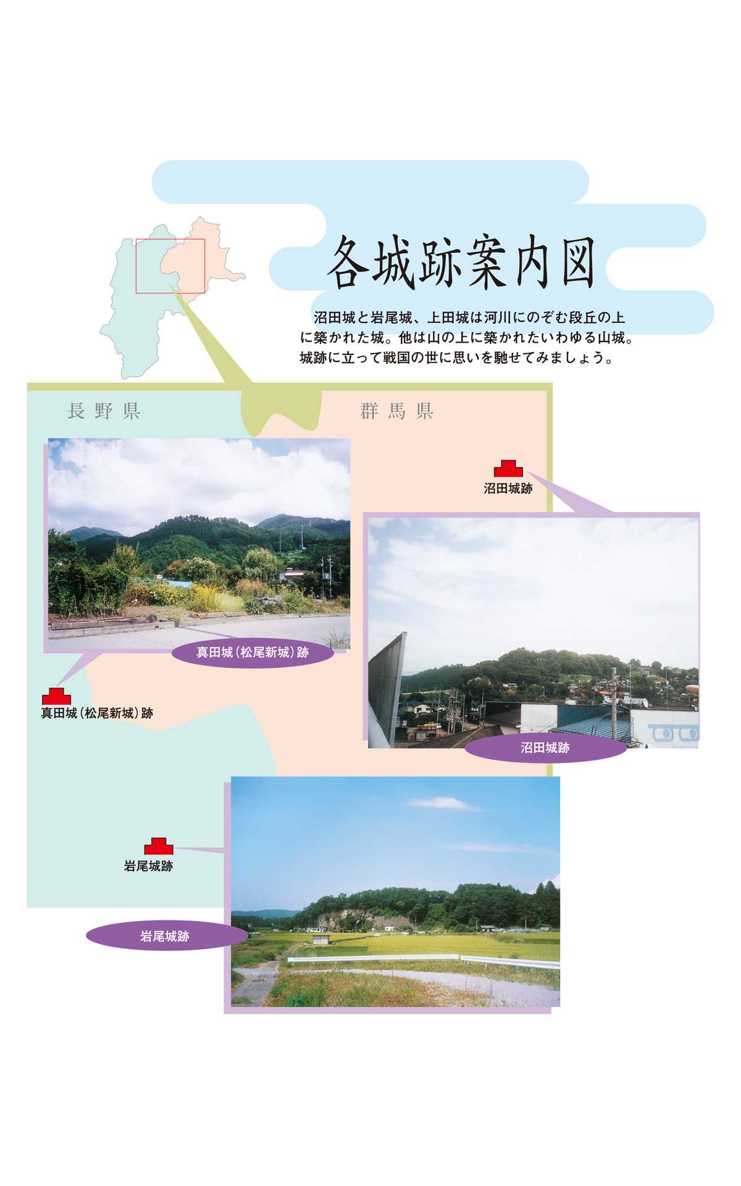 各城跡案内図
沼田城と岩尾城、上田城は河川にのぞむ段丘の上
に築かれた城。他は山の上に築かれたいわゆる山城。
城跡に立って戦国の世に思いを馳せてみましょう。
長野県
群馬県
沼田城跡
真田城（松尾新城）跡
真田城（松尾新城）跡
沼田城跡
岩尾城跡
岩尾城跡